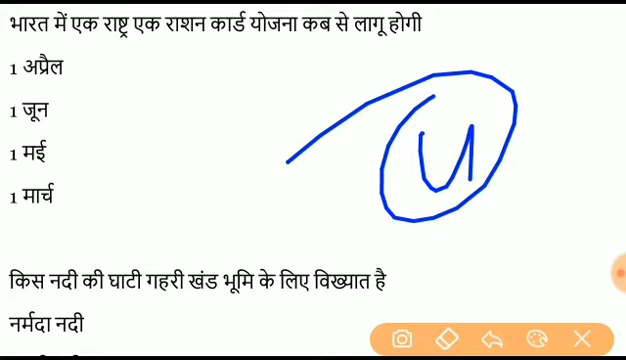 भारत में एक राष्ट्र एक राशन कार्ड योजना कब से लागू होगी
1 अप्रैल
1 जून
1 मई
1 मार्च
u
किस नदी की घाटी गहरी खंड भूमि के लिए विख्यात है
नर्मदा नदी